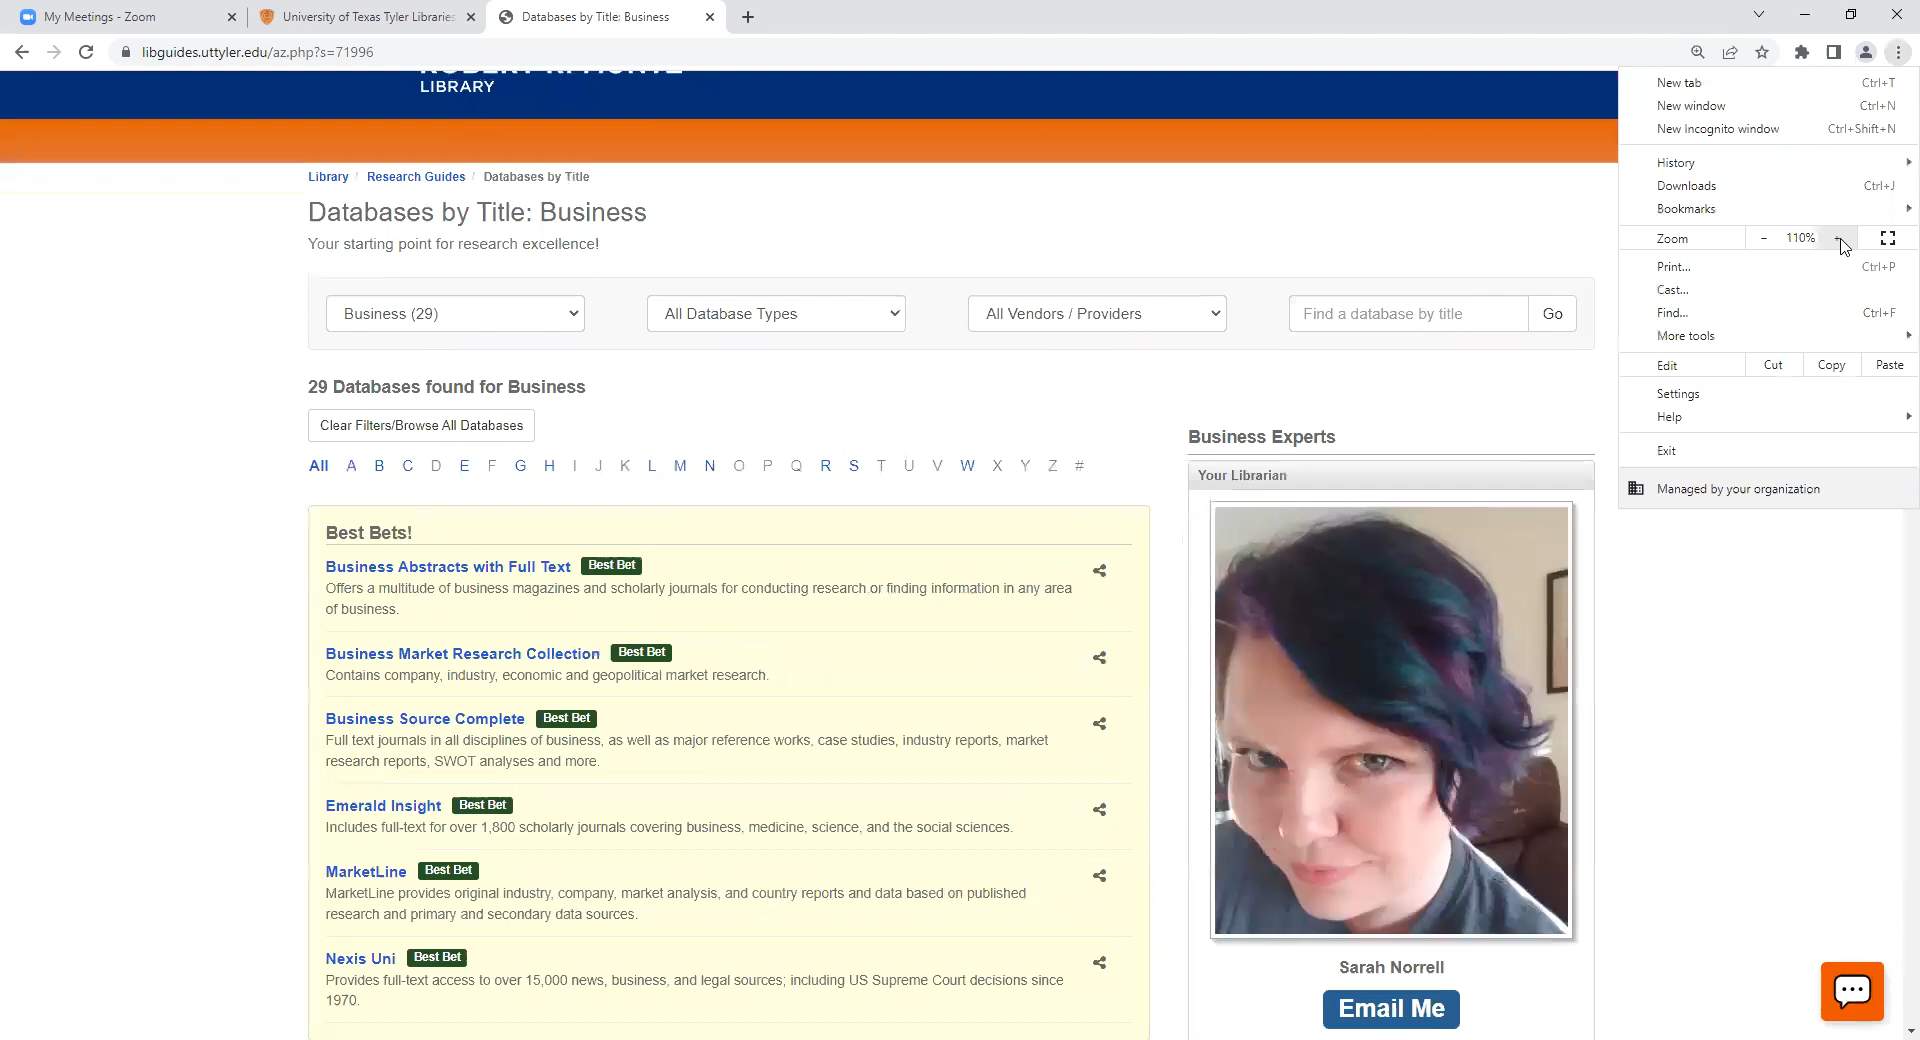 My Meetings - Zoom
University of Texas Tyler Libraries
Databases by Title: Business
libguides.uttyler.edu/az.php?s=71996
LIBRARY
New tab Ctrl+T
New window Ctrl+N
New Incognito window Ctrl+Shift+N
History
Downloads Ctrl+J
Bookmarks
Zoom - 110% +
Print... Ctrl+P
Cast...
Find... Ctrl+F
More tools
Edit Cut Copy Paste
Settings
Help
Exit
Managed by your organization
Library / Research Guides / Databases by Title
Databases by Title: Business
Your starting point for research excellence!
Business (29)
All Database Types
All Vendors / Providers
Find a database by title Go
29 Databases found for Business
Clear Filters/Browse All Databases
All A B C D E F G H I J K L M N O P Q R S T U V W X Y Z #
Best Bets!
Business Abstracts with Full Text Best Bet
Offers a multitude of business magazines and scholarly journals for conducting research or finding information in any area
of business.
Business Market Research Collection Best Bet
Contains company, industry, economic and geopolitical market research.
Business Source Complete Best Bet
Full text journals in all disciplines of business, as well as major reference works, case studies, industry reports, market
research reports, SWOT analyses and more.
Emerald Insight Best Bet
Includes full-text for over 1,800 scholarly journals covering business, medicine, science, and the social sciences.
MarketLine Best Bet
MarketLine provides original industry, company, market analysis, and country reports and data based on published
research and primary and secondary data sources.
Nexis Uni Best Bet
Provides full-text access to over 15,000 news, business, and legal sources; including US Supreme Court decisions since
1970.
Business Experts
Your Librarian
Sarah Norrell
Email Me